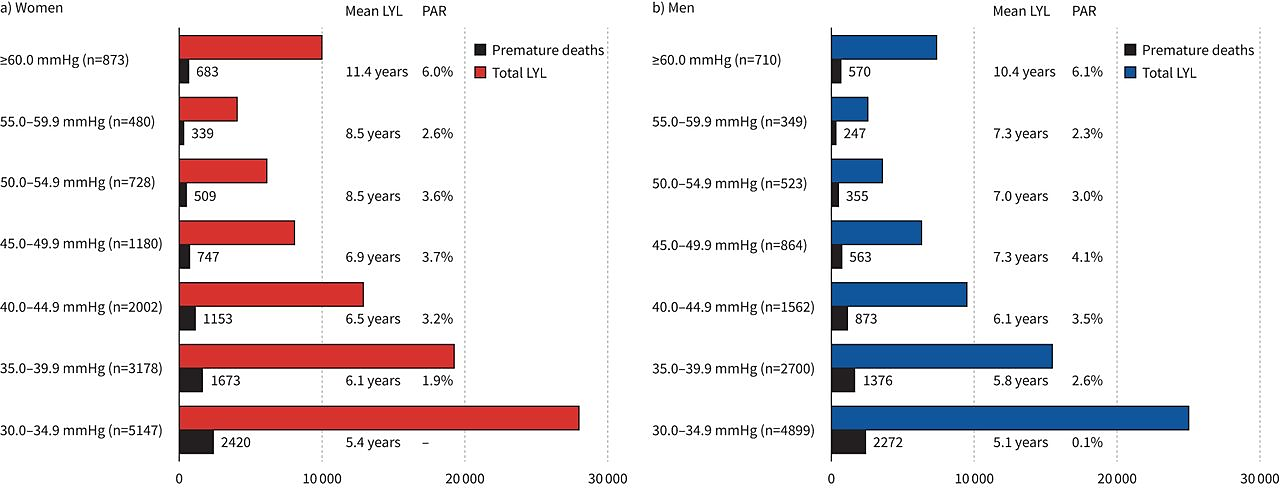 a) Women
Mean LYL PAR
Premature deaths
Total LYL
≥60.0 mmHg (n=873)
683 11.4 years 6.0%
55.0–59.9 mmHg (n=480)
339 8.5 years 2.6%
50.0–54.9 mmHg (n=728)
509 8.5 years 3.6%
45.0–49.9 mmHg (n=1180)
747 6.9 years 3.7%
40.0–44.9 mmHg (n=2002)
1153 6.5 years 3.2%
35.0–39.9 mmHg (n=3178)
1673 6.1 years 1.9%
30.0–34.9 mmHg (n=5147)
2420 5.4 years –
0 10 000 20 000 30 000
b) Men
Mean LYL PAR
Premature deaths
Total LYL
≥60.0 mmHg (n=710)
570 10.4 years 6.1%
55.0–59.9 mmHg (n=349)
247 7.3 years 2.3%
50.0–54.9 mmHg (n=523)
355 7.0 years 3.0%
45.0–49.9 mmHg (n=864)
563 7.3 years 4.1%
40.0–44.9 mmHg (n=1562)
873 6.1 years 3.5%
35.0–39.9 mmHg (n=2700)
1376 5.8 years 2.6%
30.0–34.9 mmHg (n=4899)
2272 5.1 years 0.1%
0 10 000 20 000 30 000